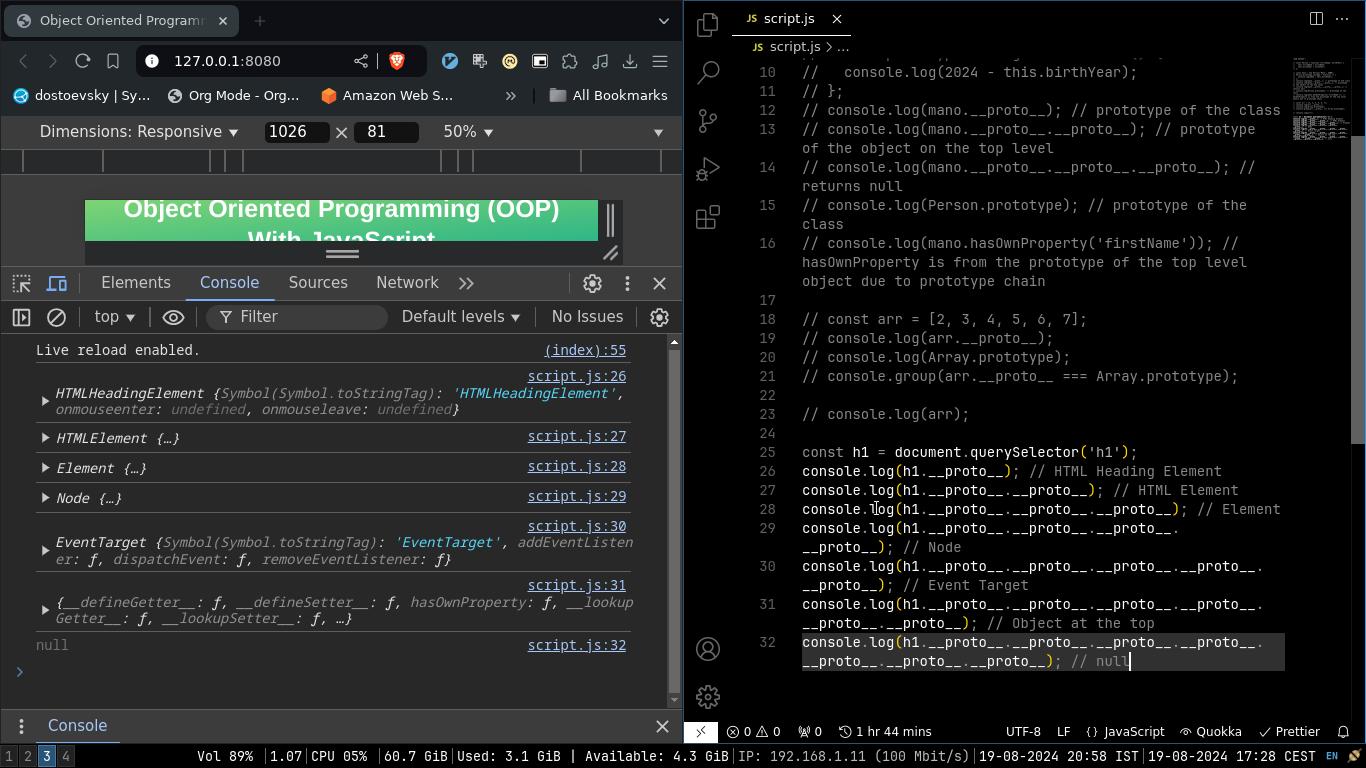 Object Oriented Programm
127.0.0.1:8080
dostoevsky | Sy...
Org Mode - Org...
Amazon Web S...
»
All Bookmarks
Dimensions: Responsive
1026 × 81
50%
Object Oriented Programming (OOP)
With JavaScript
Elements
Console
Sources
Network
top
Filter
Default levels
No Issues
Live reload enabled.
(index):55
script.js:26
HTMLHeadingElement {Symbol(Symbol.toStringTag): 'HTMLHeadingElement',
onmouseenter: undefined, onmouseleave: undefined}
HTMLElement {…}
script.js:27
Element {…}
script.js:28
Node {…}
script.js:29
script.js:30
EventTarget {Symbol(Symbol.toStringTag): 'EventTarget', addEventListen
er: ƒ, dispatchEvent: ƒ, removeEventListener: ƒ}
script.js:31
{__defineGetter__: ƒ, __defineSetter__: ƒ, hasOwnProperty: ƒ, __lookup
Getter__: ƒ, __lookupSetter__: ƒ, …}
null
script.js:32
Console
JS script.js
JS script.js > ...
10 //   console.log(2024 - this.birthYear);
11 // };
12 // console.log(mano.__proto__); // prototype of the class
13 // console.log(mano.__proto__.__proto__); // prototype
of the object on the top level
14 // console.log(mano.__proto__.__proto__.__proto__); //
returns null
15 // console.log(Person.prototype); // prototype of the
class
16 // console.log(mano.hasOwnProperty('firstName')); //
hasOwnProperty is from the prototype of the top level
object due to prototype chain
17
18 // const arr = [2, 3, 4, 5, 6, 7];
19 // console.log(arr.__proto__);
20 // console.log(Array.prototype);
21 // console.group(arr.__proto__ === Array.prototype);
22
23 // console.log(arr);
24
25 const h1 = document.querySelector('h1');
26 console.log(h1.__proto__); // HTML Heading Element
27 console.log(h1.__proto__.__proto__); // HTML Element
28 console.log(h1.__proto__.__proto__.__proto__); // Element
29 console.log(h1.__proto__.__proto__.__proto__.
__proto__); // Node
30 console.log(h1.__proto__.__proto__.__proto__.__proto__.
__proto__); // Event Target
31 console.log(h1.__proto__.__proto__.__proto__.__proto__.
__proto__.__proto__); // Object at the top
32 console.log(h1.__proto__.__proto__.__proto__.__proto__.
__proto__.__proto__.__proto__); // null
0 0 0 1 hr 44 mins UTF-8 LF {} JavaScript Quokka Prettier
1 2 3 4 Vol 89% |1.07|CPU 05% |60.7 GiB|Used: 3.1 GiB | Available: 4.3 GiB|IP: 192.168.1.11 (100 Mbit/s)|19-08-2024 20:58 IST|19-08-2024 17:28 CEST EN